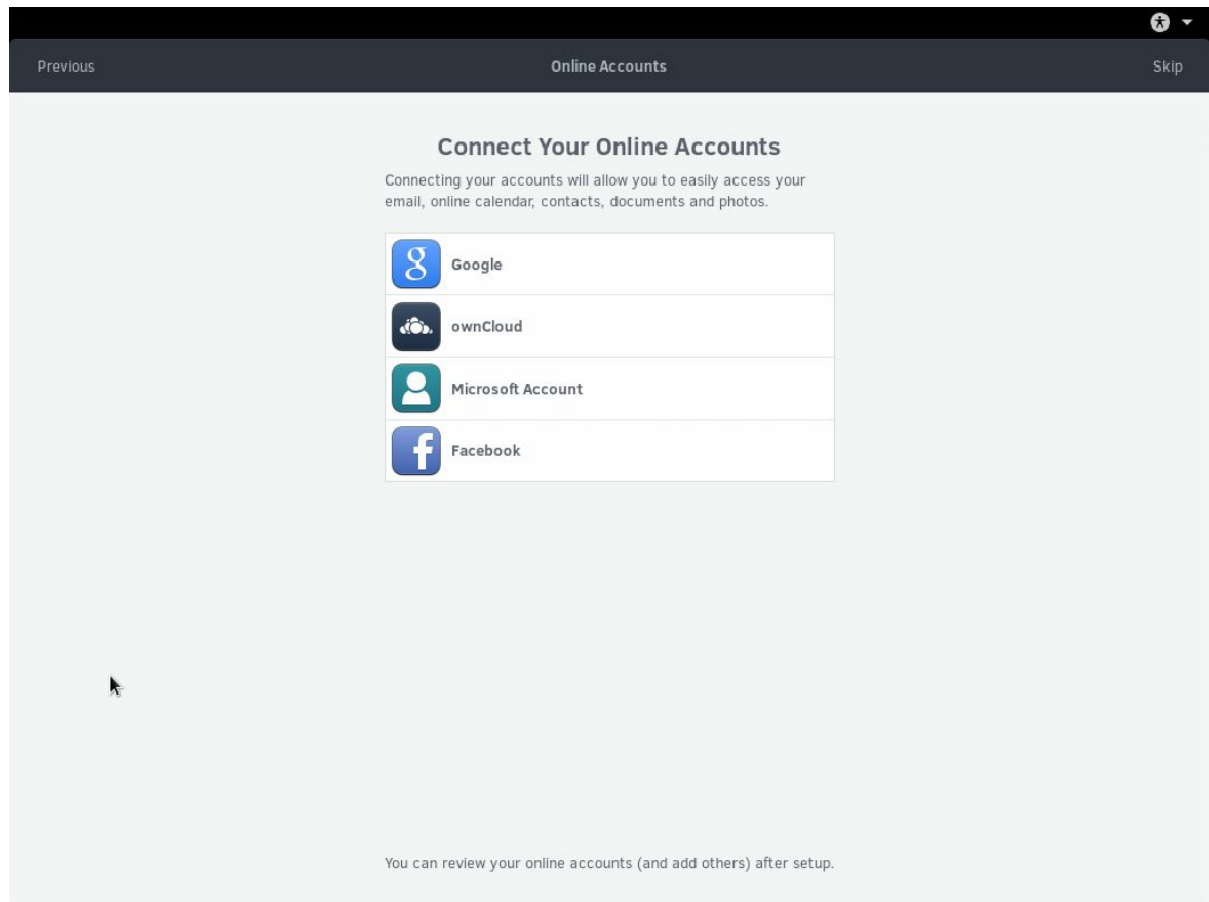 Previous
Online Accounts
Skip
Connect Your Online Accounts
Connecting your accounts will allow you to easily access your
email, online calendar, contacts, documents and photos.
Google
ownCloud
Microsoft Account
Facebook
You can review your online accounts (and add others) after setup.